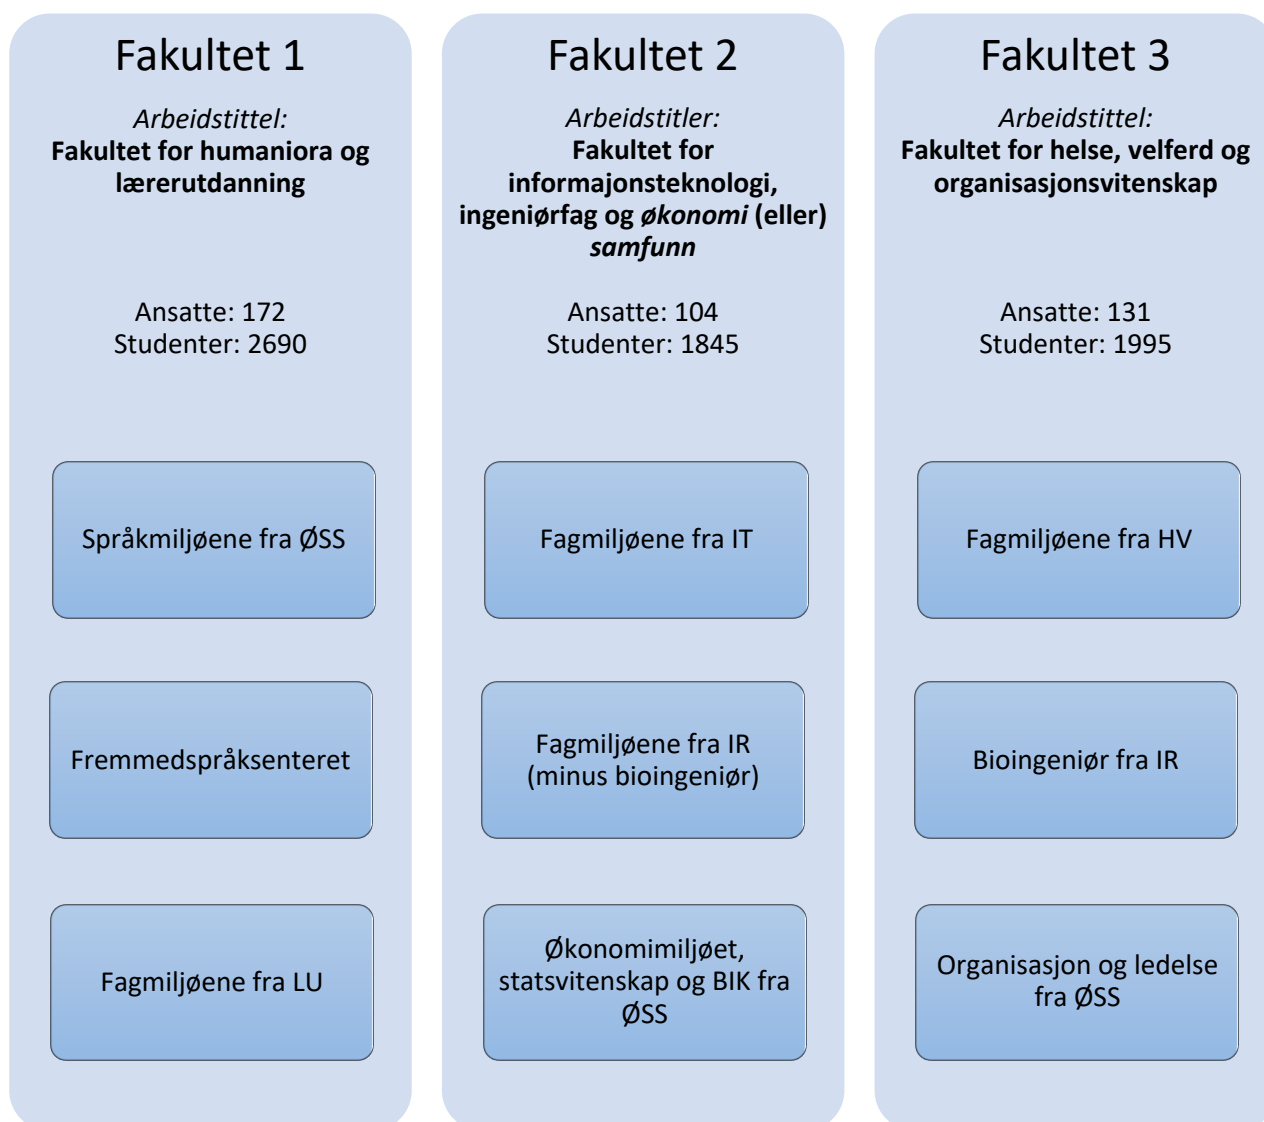 Fakultet 1
Arbeidstittel:
Fakultet for humaniora og
lærerutdanning
Ansatte: 172
Studenter: 2690
Språkmiljøene fra ØSS
Fremmedspråksenteret
Fagmiljøene fra LU
Fakultet 2
Arbeidstitler:
Fakultet for
informajonsteknologi,
ingeniørfag og økonomi (eller)
samfunn
Ansatte: 104
Studenter: 1845
Fagmiljøene fra IT
Fagmiljøene fra IR
(minus bioingeniør)
Økonomimiljøet,
statsvitenskap og BIK fra
ØSS
Fakultet 3
Arbeidstittel:
Fakultet for helse, velferd og
organisasjonsvitenskap
Ansatte: 131
Studenter: 1995
Fagmiljøene fra HV
Bioingeniør fra IR
Organisasjon og ledelse
fra ØSS